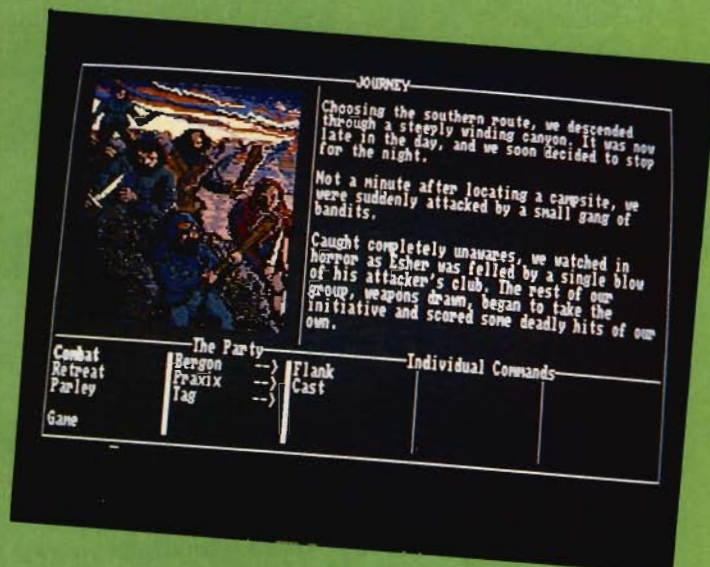 JOURNEY
Choosing the southern route, we descended
through a steeply winding canyon. It was now
late in the day, and we soon decided to stop
for the night.
Not a minute after locating a campsite, we
were suddenly attacked by a small gang of
bandits.
Caught completely unawares, we watched in
horror as Esher was felled by a single blow
of his attacker's club. The rest of our
group, weapons drawn, began to take the
initiative and scored some deadly hits of our
own.
The Party
Individual Commands
Combat
Retreat
Parley
Game
Bergon -->
Praxix -->
Tag -->
Flank
Cast